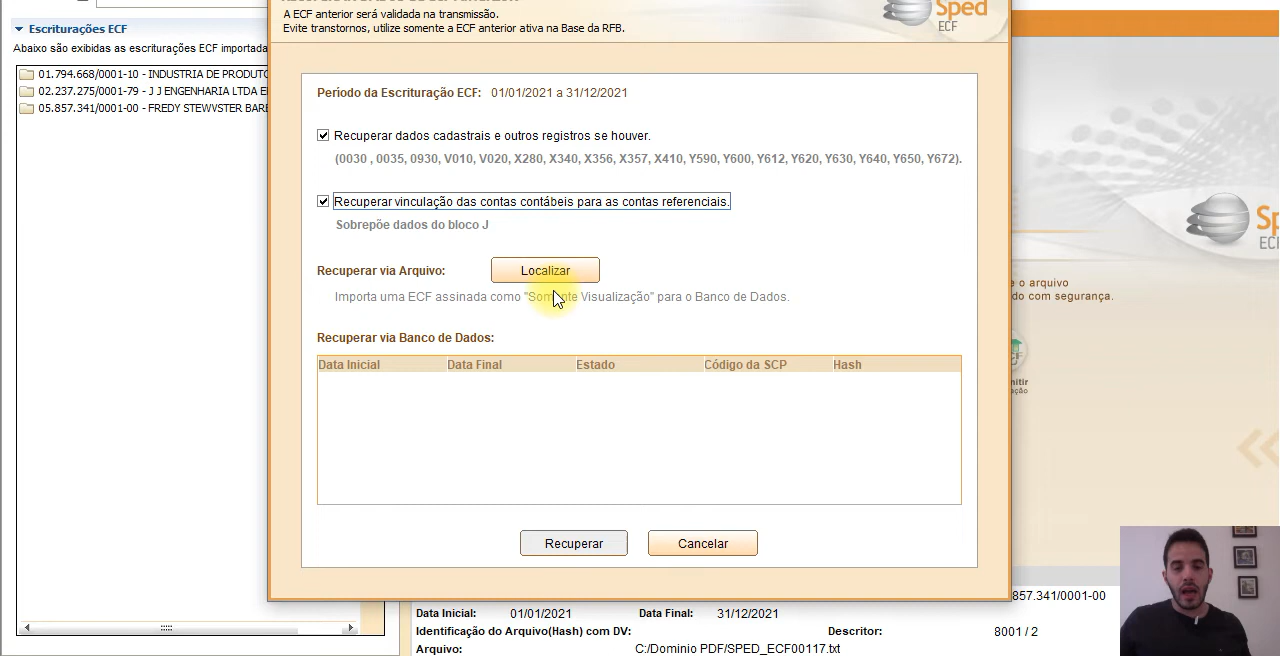 A ECF anterior será validada na transmissão.
Evite transtornos, utilize somente a ECF anterior ativa na Base da RFB.
Sped
ECF
Escriturações ECF
Abaixo são exibidas as escriturações ECF importada
01.794.668/0001-10 - INDUSTRIA DE PRODUTO
02.237.275/0001-79 - J J ENGENHARIA LTDA E
05.857.341/0001-00 - FREDY STEWVSTER BARE
Período da Escrituração ECF: 01/01/2021 a 31/12/2021
Recuperar dados cadastrais e outros registros se houver.
(0030 , 0035, 0930, V010, V020, X280, X340, X356, X357, X410, Y590, Y600, Y612, Y620, Y630, Y640, Y650, Y672).
Recuperar vinculação das contas contábeis para as contas referenciais.
Sobrepõe dados do bloco J
Recuperar via Arquivo: Localizar
Importa uma ECF assinada como "Somente Visualização" para o Banco de Dados.
Recuperar via Banco de Dados:
Data Inicial Data Final Estado Código da SCP Hash
Recuperar Cancelar
Sp
ECF
e o arquivo
do com segurança.
mitir
ação
857.341/0001-00
Data Inicial: 01/01/2021 Data Final: 31/12/2021
Identificação do Arquivo(Hash) com DV: Descritor: 8001 / 2
Arquivo: C:/Dominio PDF/SPED_ECF00117.txt